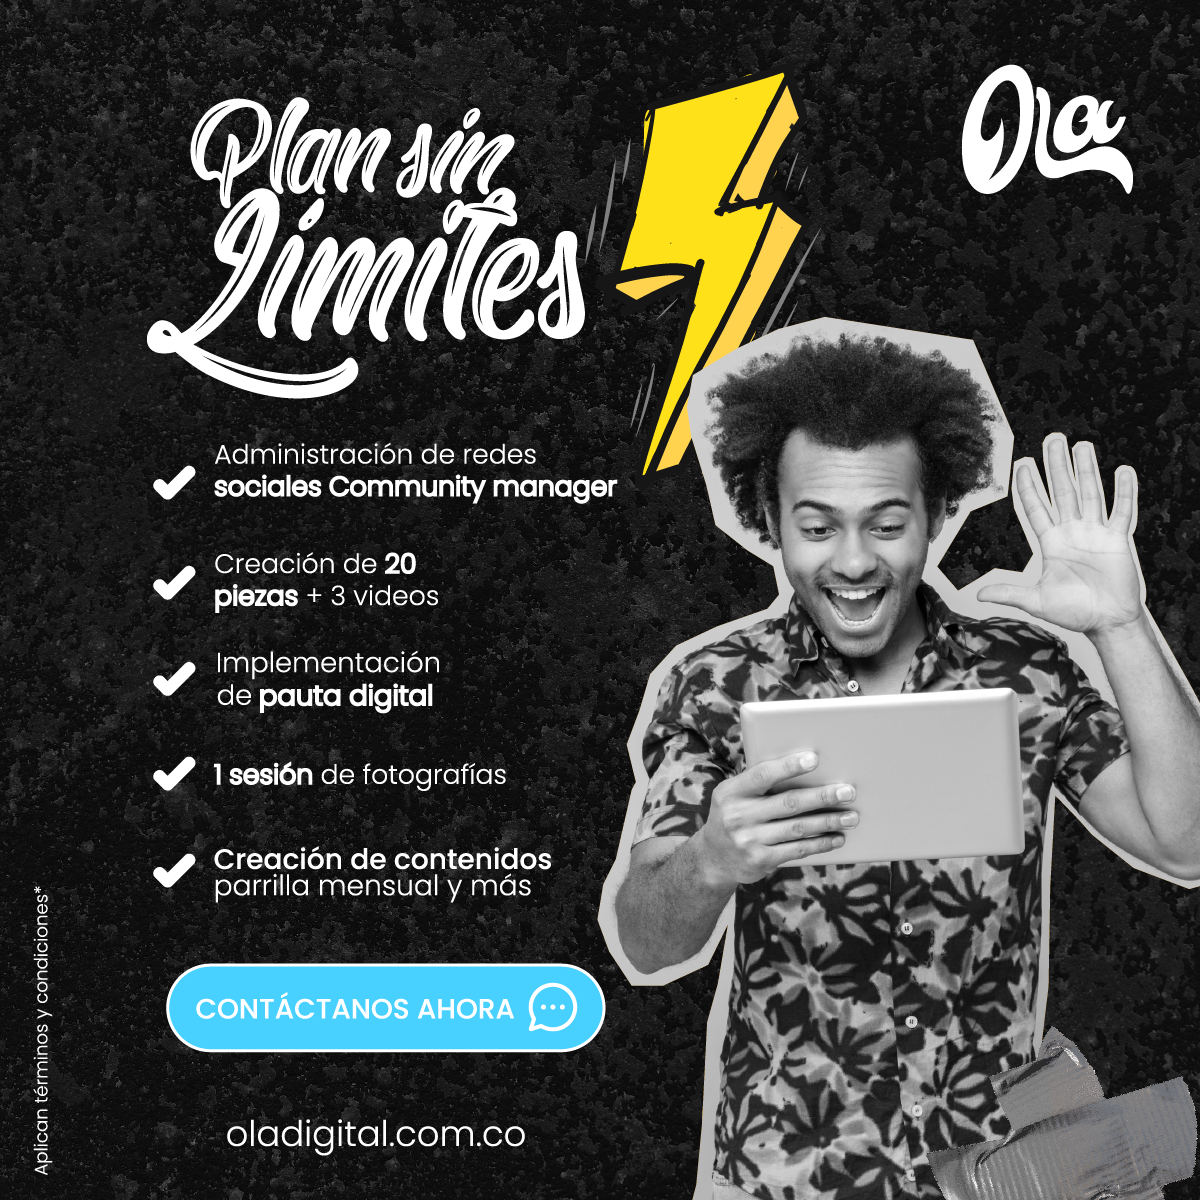 Plan sin
Límites
Ola
Administración de redes
sociales Community manager
Creación de 20
piezas + 3 videos
Implementación
de pauta digital
1 sesión de fotografías
Creación de contenidos
parrilla mensual y más
CONTÁCTANOS AHORA
oladigital.com.co
Aplican términos y condiciones*